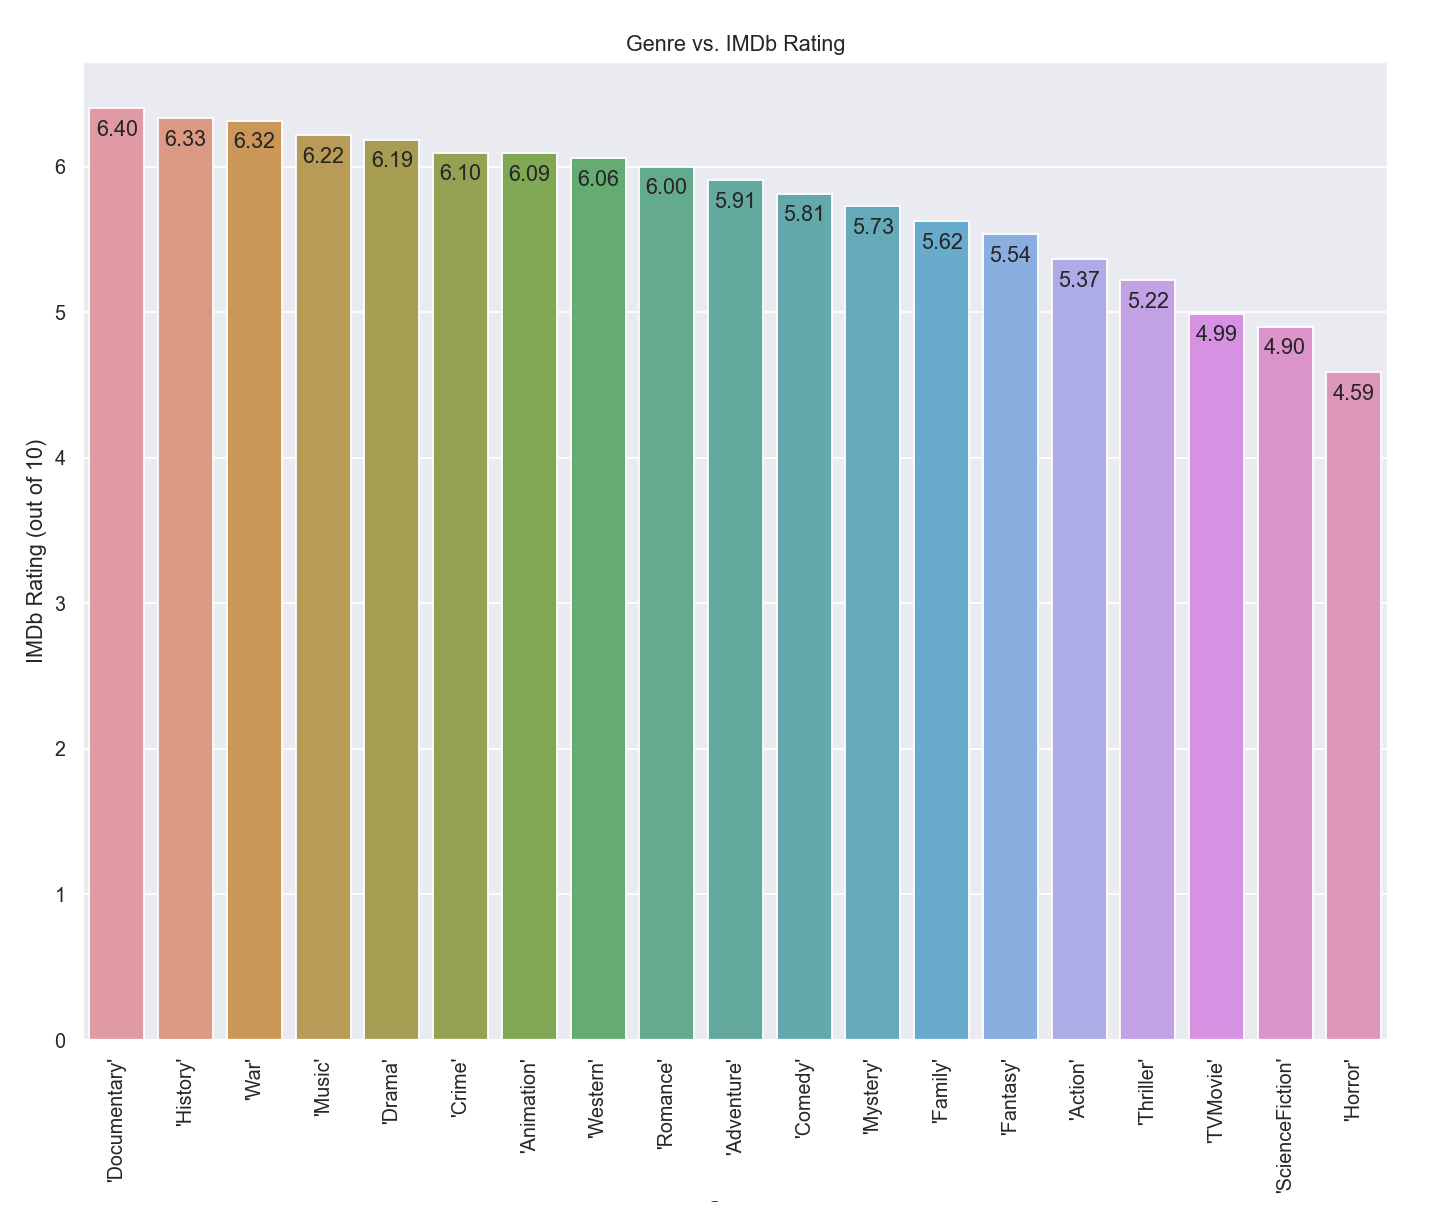 Genre vs. IMDb Rating
IMDb Rating (out of 10)
6
5
4
3
2
1
0
6.40
6.33
6.32
6.22
6.19
6.10
6.09
6.06
6.00
5.91
5.81
5.73
5.62
5.54
5.37
5.22
4.99
4.90
4.59
'Documentary'
'History'
'War'
'Music'
'Drama'
'Crime'
'Animation'
'Western'
'Romance'
'Adventure'
'Comedy'
'Mystery'
'Family'
'Fantasy'
'Action'
'Thriller'
'TVMovie'
'ScienceFiction'
'Horror'